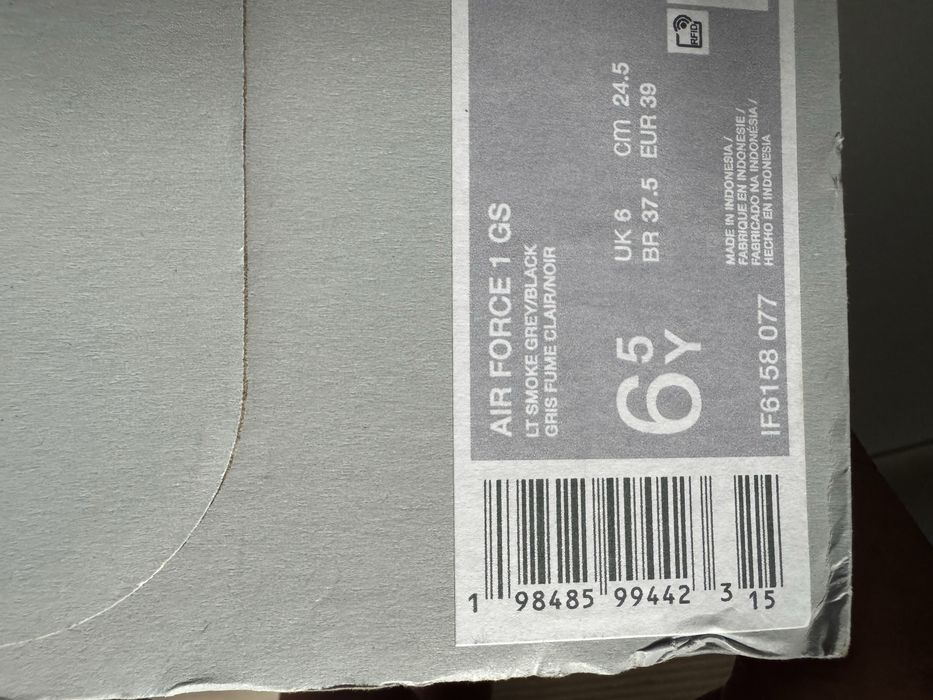 AIR FORCE 1 GS
LT SMOKE GREY/BLACK
GRIS FUME CLAIR/NOIR
6.5Y
UK 6 cm 24.5
BR 37.5 EUR 39
RFID
MADE IN INDONESIA /
FABRIQUE EN INDONESIE /
FABRICADO NA INDONÉSIA /
HECHO EN INDONESIA
IF6158 077
1 98485 99442 3 15